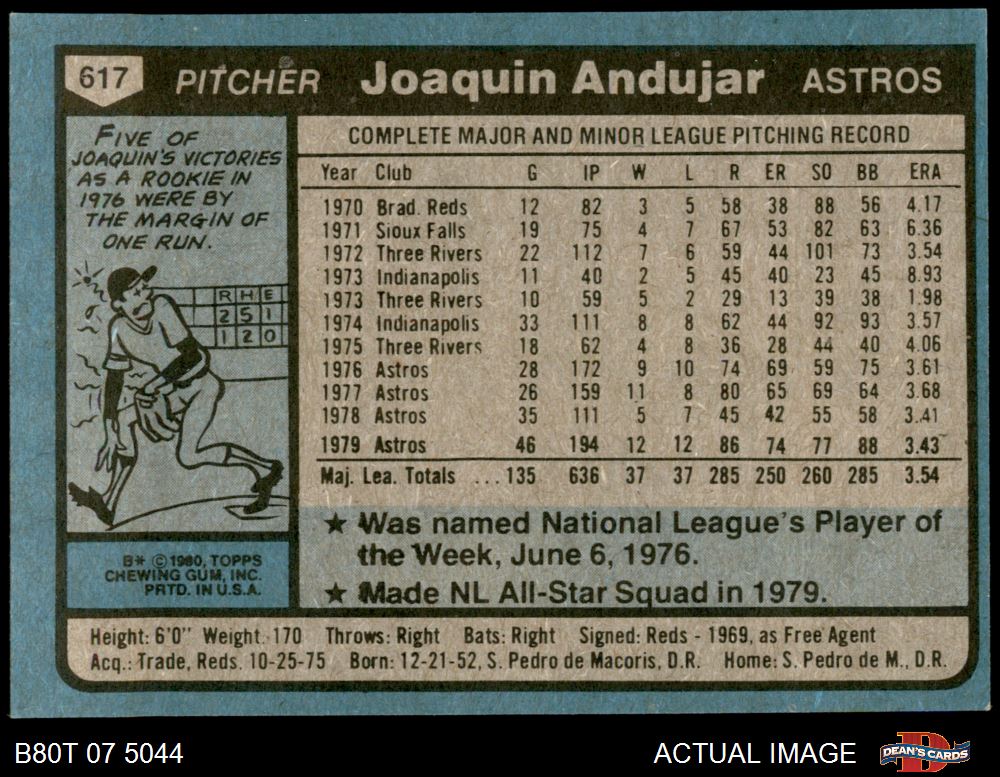 617 PITCHER Joaquin Andujar ASTROS
FIVE OF
JOAQUIN'S VICTORIES
AS A ROOKIE IN
1976 WERE BY
THE MARGIN OF
ONE RUN.
R H E
2 5 1
1 2 0
B* © 1980, TOPPS
CHEWING GUM, INC.
PRTD. IN U.S.A.
COMPLETE MAJOR AND MINOR LEAGUE PITCHING RECORD
Year Club G IP W L R ER SO BB ERA
1970 Brad. Reds 12 82 3 5 58 38 88 56 4.17
1971 Sioux Falls 19 75 4 7 67 53 82 63 6.36
1972 Three Rivers 22 112 7 6 59 44 101 73 3.54
1973 Indianapolis 11 40 2 5 45 40 23 45 8.93
1973 Three Rivers 10 59 5 2 29 13 39 38 1.98
1974 Indianapolis 33 111 8 8 62 44 92 93 3.57
1975 Three Rivers 18 62 4 8 36 28 44 40 4.06
1976 Astros 28 172 9 10 74 69 59 75 3.61
1977 Astros 26 159 11 8 80 65 69 64 3.68
1978 Astros 35 111 5 7 45 42 55 58 3.41
1979 Astros 46 194 12 12 86 74 77 88 3.43
Maj. Lea. Totals ...135 636 37 37 285 250 260 285 3.54
★ Was named National League's Player of
the Week, June 6, 1976.
★ Made NL All-Star Squad in 1979.
Height: 6'0" Weight. 170 Throws: Right Bats: Right Signed: Reds - 1969, as Free Agent
Acq.: Trade, Reds. 10-25-75 Born: 12-21-52, S. Pedro de Macoris, D.R. Home: S. Pedro de M., D.R.
B80T 07 5044 ACTUAL IMAGE DEAN'S CARDS